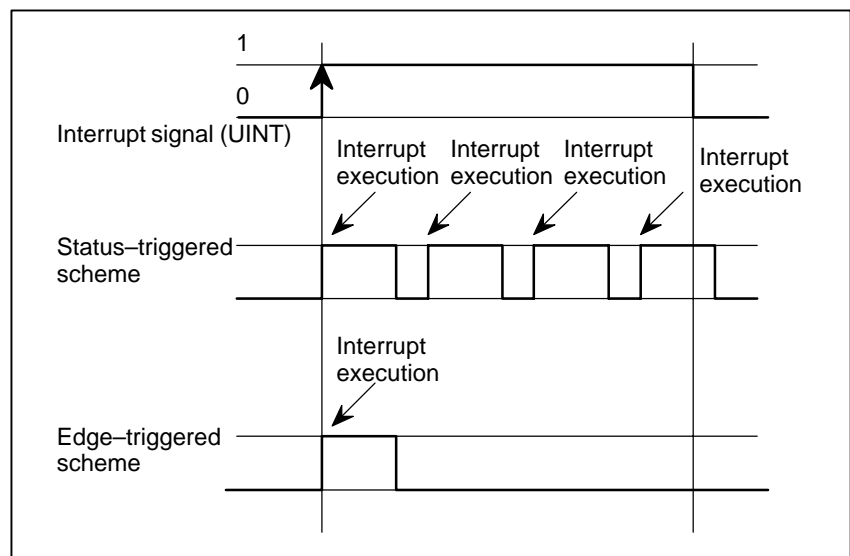 1
0
Interrupt signal (UINT)
Interrupt
execution
Interrupt
execution
Interrupt
execution
Interrupt
execution
Status–triggered
scheme
Interrupt
execution
Edge–triggered
scheme